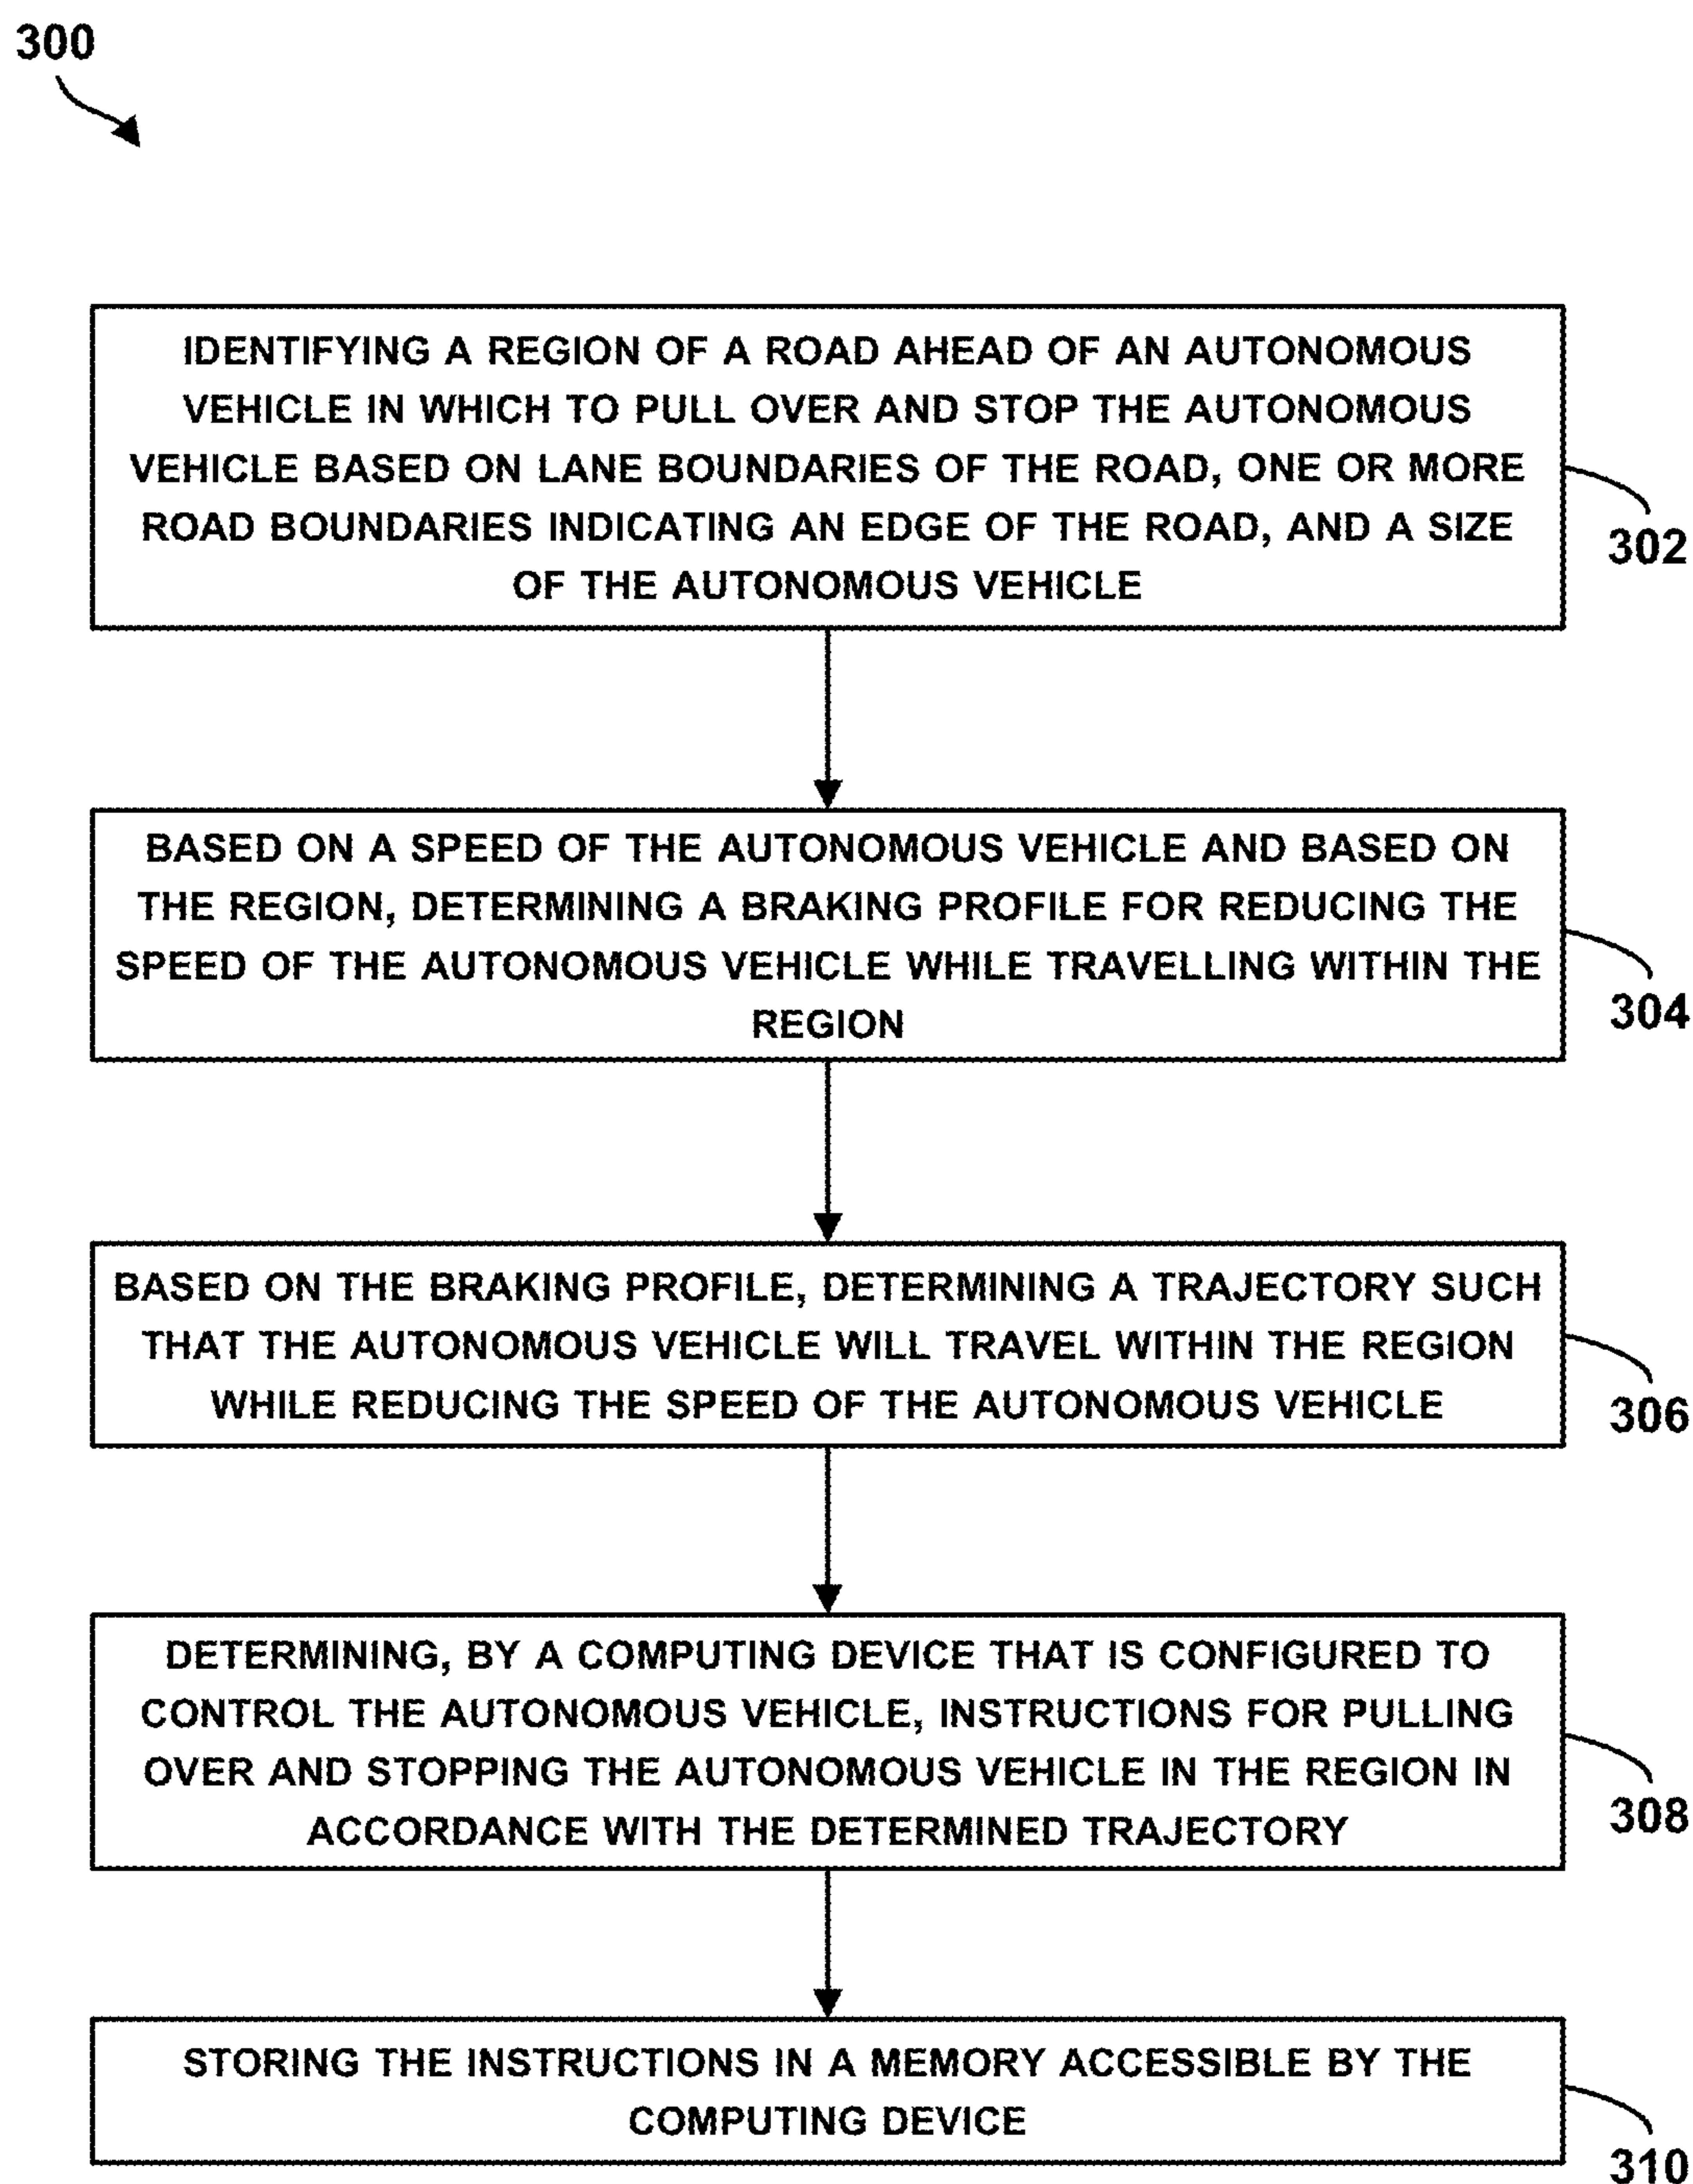 300
IDENTIFYING A REGION OF A ROAD AHEAD OF AN AUTONOMOUS
VEHICLE IN WHICH TO PULL OVER AND STOP THE AUTONOMOUS
VEHICLE BASED ON LANE BOUNDARIES OF THE ROAD, ONE OR MORE
ROAD BOUNDARIES INDICATING AN EDGE OF THE ROAD, AND A SIZE
OF THE AUTONOMOUS VEHICLE
302
BASED ON A SPEED OF THE AUTONOMOUS VEHICLE AND BASED ON
THE REGION, DETERMINING A BRAKING PROFILE FOR REDUCING THE
SPEED OF THE AUTONOMOUS VEHICLE WHILE TRAVELLING WITHIN THE
REGION
304
BASED ON THE BRAKING PROFILE, DETERMINING A TRAJECTORY SUCH
THAT THE AUTONOMOUS VEHICLE WILL TRAVEL WITHIN THE REGION
WHILE REDUCING THE SPEED OF THE AUTONOMOUS VEHICLE
306
DETERMINING, BY A COMPUTING DEVICE THAT IS CONFIGURED TO
CONTROL THE AUTONOMOUS VEHICLE, INSTRUCTIONS FOR PULLING
OVER AND STOPPING THE AUTONOMOUS VEHICLE IN THE REGION IN
ACCORDANCE WITH THE DETERMINED TRAJECTORY
308
STORING THE INSTRUCTIONS IN A MEMORY ACCESSIBLE BY THE
COMPUTING DEVICE
310